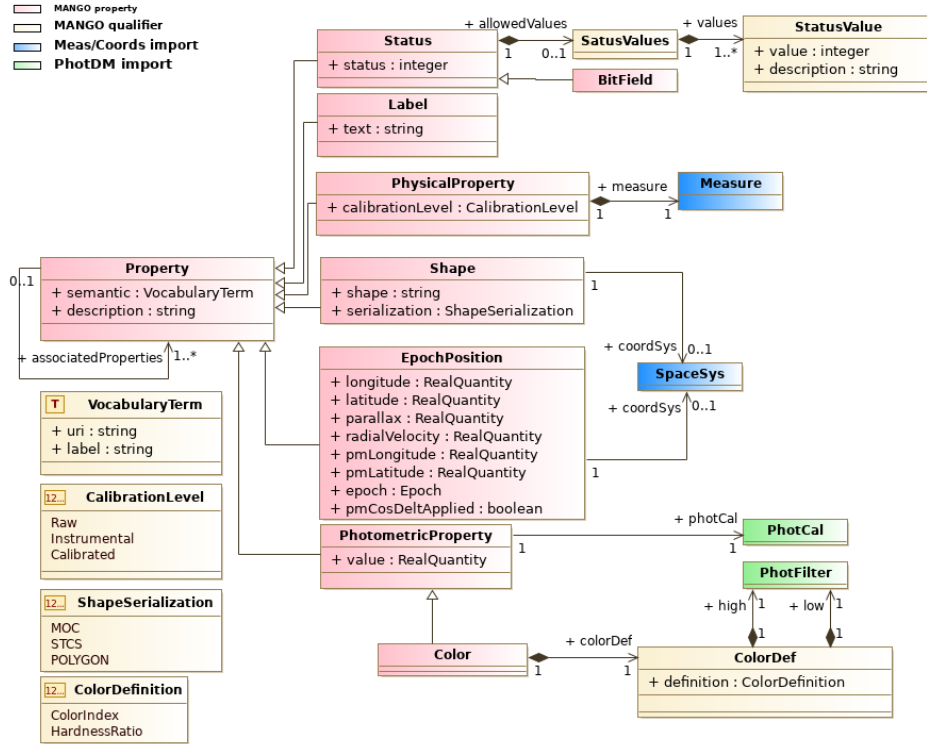 MANGO property
MANGO qualifier
Meas/Coords import
PhotDM import
Status
+ status : integer
+ allowedValues
1
0..1
SatusValues
+ values
1
1..*
StatusValue
+ value : integer
+ description : string
BitField
Label
+ text : string
PhysicalProperty
+ calibrationLevel : CalibrationLevel
+ measure
1
1
Measure
Property
+ semantic : VocabularyTerm
+ description : string
0..1
+ associatedProperties
1..*
Shape
+ shape : string
+ serialization : ShapeSerialization
1
+ coordSys
0..1
SpaceSys
+ coordSys
0..1
1
EpochPosition
+ longitude : RealQuantity
+ latitude : RealQuantity
+ parallax : RealQuantity
+ radialVelocity : RealQuantity
+ pmLongitude : RealQuantity
+ pmLatitude : RealQuantity
+ epoch : Epoch
+ pmCosDeltApplied : boolean
T
VocabularyTerm
+ uri : string
+ label : string
12...
CalibrationLevel
Raw
Instrumental
Calibrated
PhotometricProperty
+ value : RealQuantity
1
+ photCal
1
PhotCal
PhotFilter
+ high
1
+ low
1
1
1
12...
ShapeSerialization
MOC
STCS
POLYGON
Color
+ colorDef
1
1
ColorDef
+ definition : ColorDefinition
12...
ColorDefinition
ColorIndex
HardnessRatio